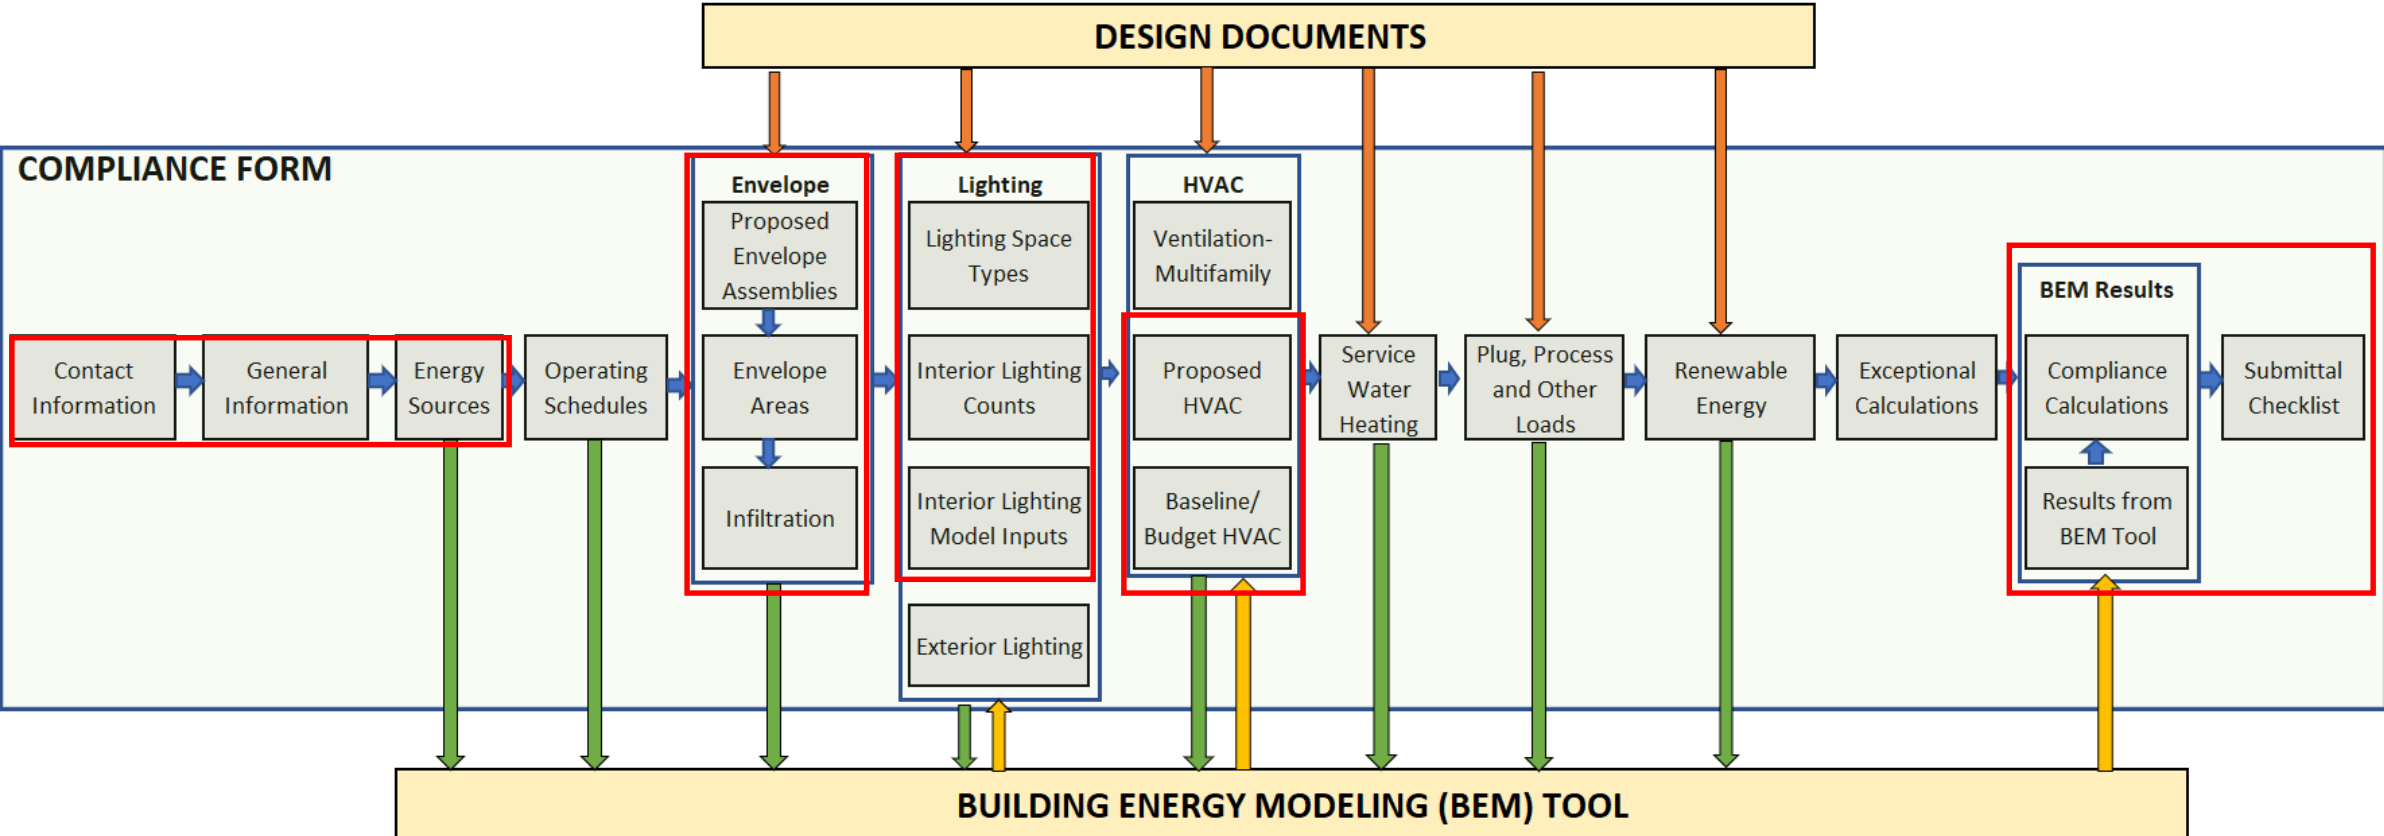 DESIGN DOCUMENTS
COMPLIANCE FORM
Contact
Information
General
Information
Energy
Sources
Operating
Schedules
Envelope
Proposed
Envelope
Assemblies
Envelope
Areas
Infiltration
Lighting
Lighting Space
Types
Interior Lighting
Counts
Interior Lighting
Model Inputs
Exterior Lighting
HVAC
Ventilation-
Multifamily
Proposed
HVAC
Baseline/
Budget HVAC
Service
Water
Heating
Plug, Process
and Other
Loads
Renewable
Energy
Exceptional
Calculations
BEM Results
Compliance
Calculations
Results from
BEM Tool
Submittal
Checklist
BUILDING ENERGY MODELING (BEM) TOOL